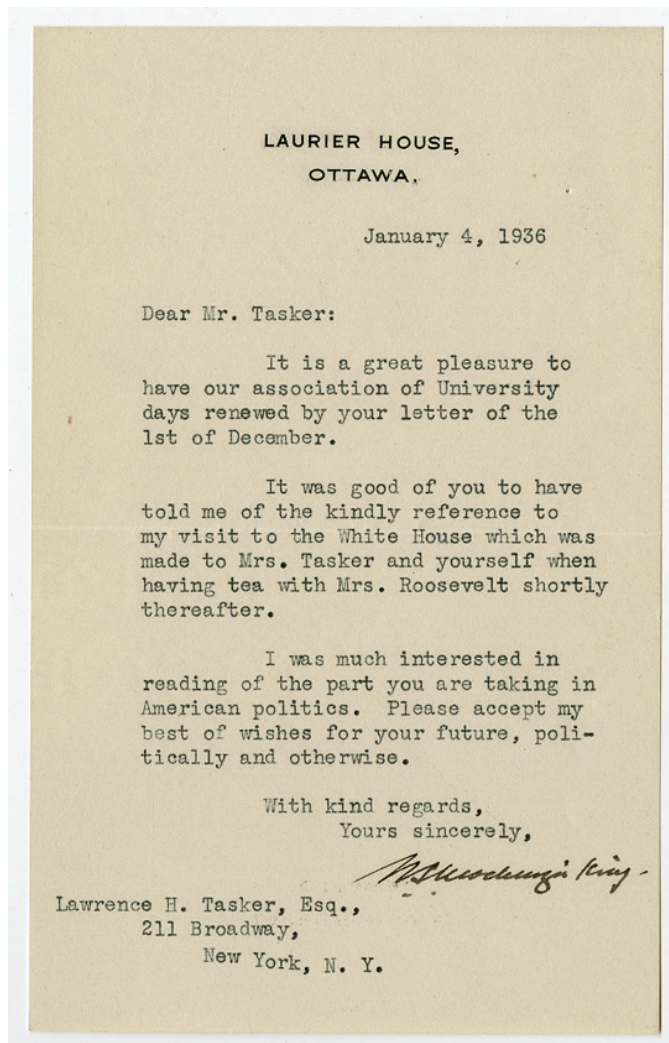 LAURIER HOUSE,
OTTAWA.
January 4, 1936
Dear Mr. Tasker:
It is a great pleasure to
have our association of University
days renewed by your letter of the
1st of December.
It was good of you to have
told me of the kindly reference to
my visit to the White House which was
made to Mrs. Tasker and yourself when
having tea with Mrs. Roosevelt shortly
thereafter.
I was much interested in
reading of the part you are taking in
American politics. Please accept my
best of wishes for your future, poli-
tically and otherwise.
With kind regards,
Yours sincerely,
W L Mackenzie King.
Lawrence H. Tasker, Esq.,
211 Broadway,
New York, N. Y.